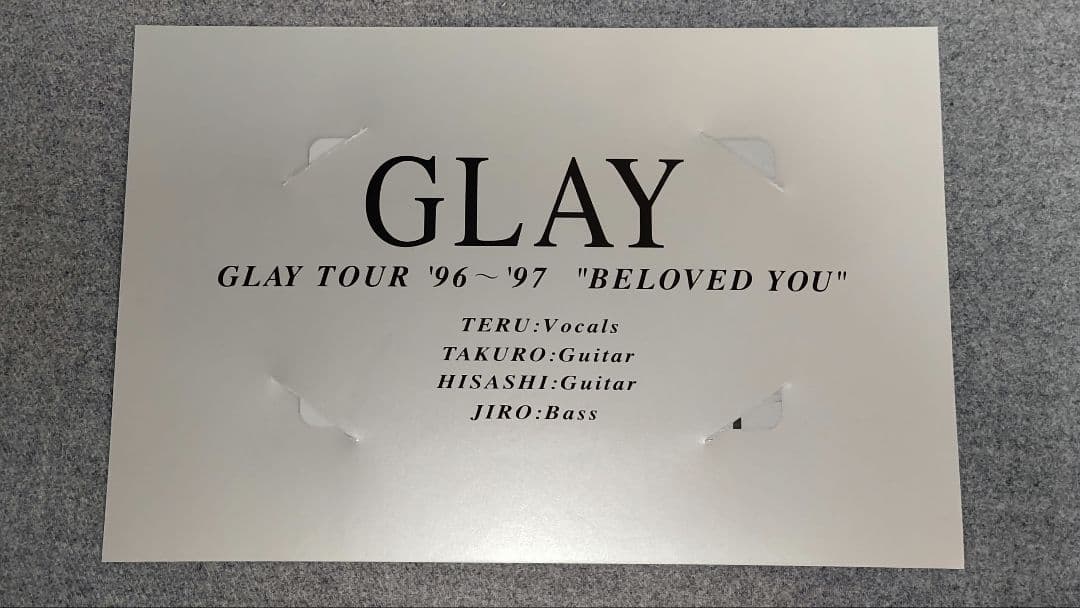 GLAY
GLAY TOUR '96～'97 "BELOVED YOU"
TERU:Vocals
TAKURO:Guitar
HISASHI:Guitar
JIRO:Bass